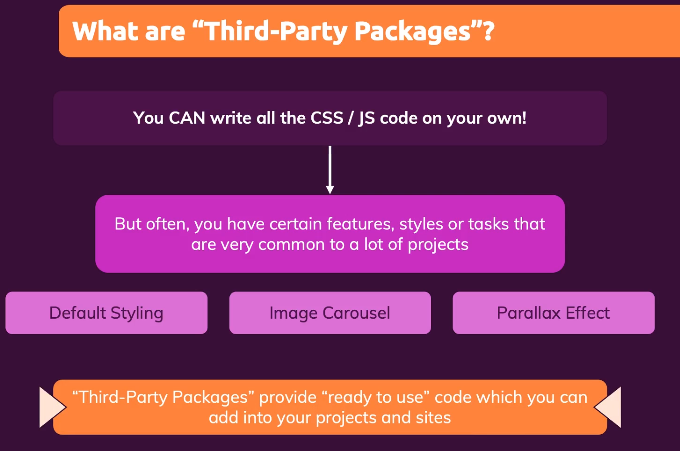 What are “Third-Party Packages”?
You CAN write all the CSS / JS code on your own!
But often, you have certain features, styles or tasks that
are very common to a lot of projects
Default Styling
Image Carousel
Parallax Effect
“Third-Party Packages” provide “ready to use” code which you can
add into your projects and sites